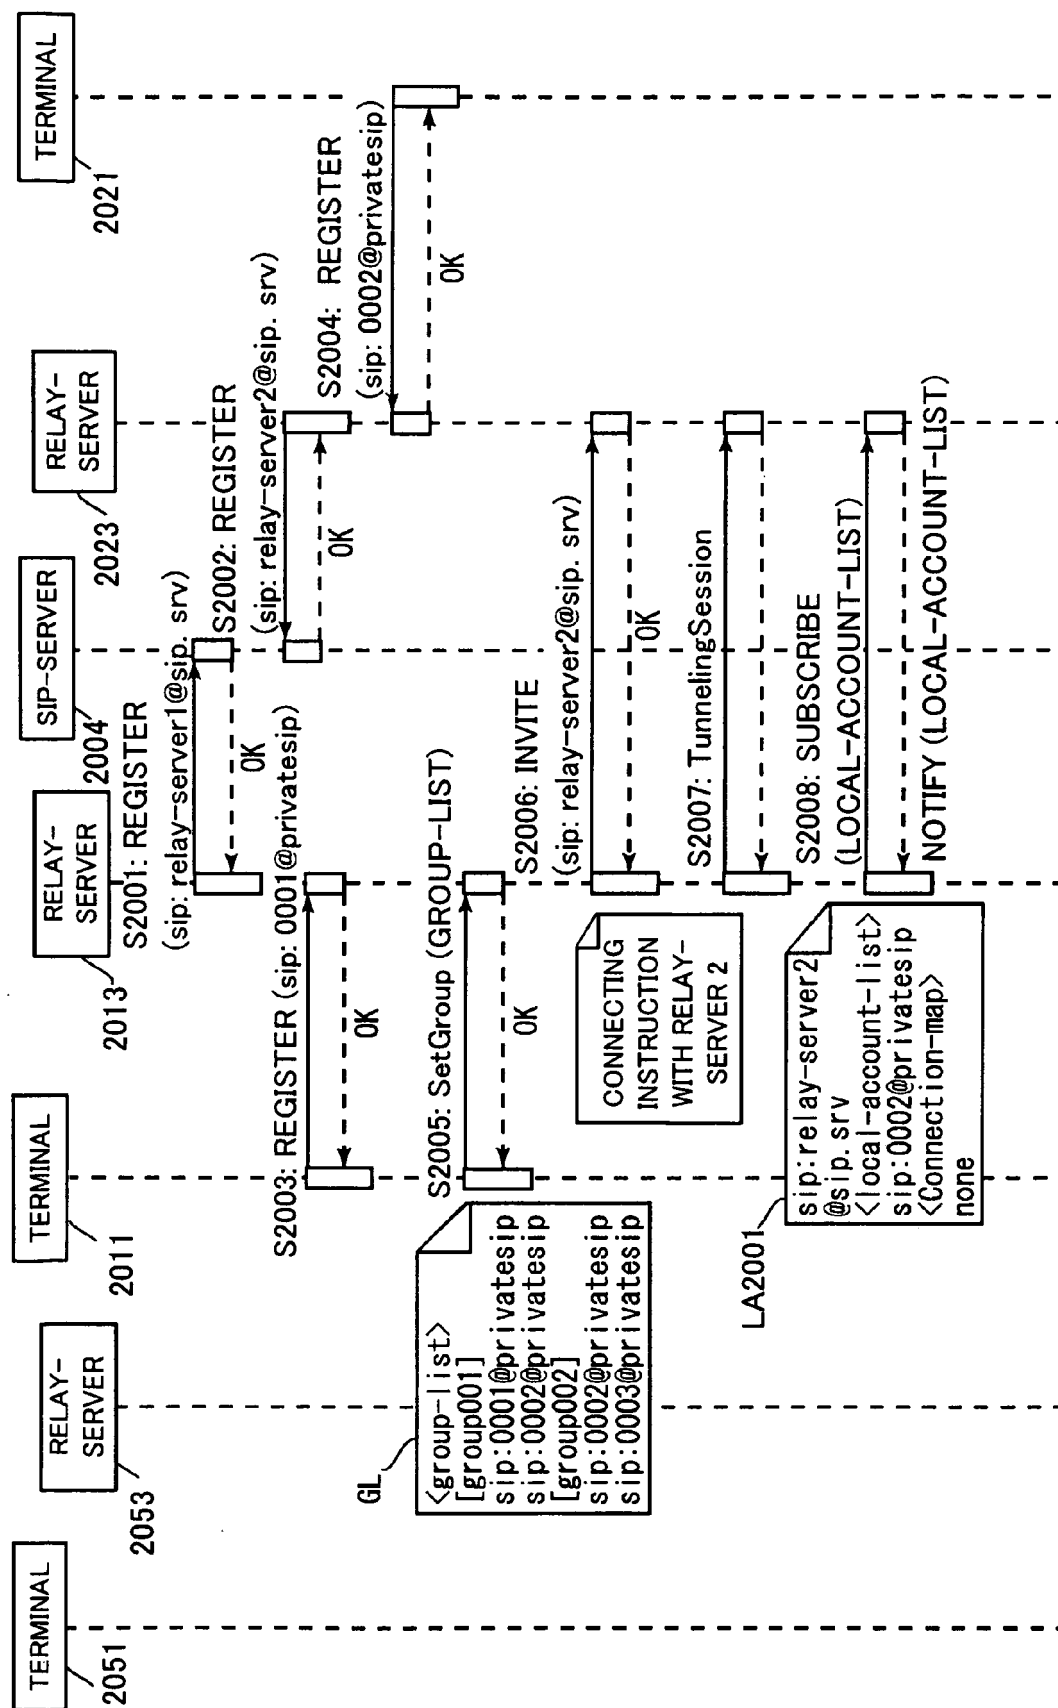 TERMINAL
2051
RELAY-
SERVER
2053
TERMINAL
2011
RELAY-
SERVER
2013
SIP-SERVER
2004
RELAY-
SERVER
2023
TERMINAL
2021
S2001: REGISTER
(sip: relay-server1@sip. srv)
OK
S2002: REGISTER
(sip: relay-server2@sip. srv)
OK
S2003: REGISTER (sip: 0001@privatesip)
OK
S2004: REGISTER
(sip: 0002@privatesip)
OK
S2005: SetGroup (GROUP-LIST)
OK
GL
<group-list>
[group001]
sip:0001@privatesip
sip:0002@privatesip
[group002]
sip:0002@privatesip
sip:0003@privatesip
CONNECTING
INSTRUCTION
WITH RELAY-
SERVER 2
S2006: INVITE
(sip: relay-server2@sip. srv)
OK
S2007: TunnelingSession
S2008: SUBSCRIBE
(LOCAL-ACCOUNT-LIST)
NOTIFY (LOCAL-ACCOUNT-LIST)
LA2001
sip:relay-server2
@sip.srv
<local-account-list>
sip:0002@privatesip
<Connection-map>
none